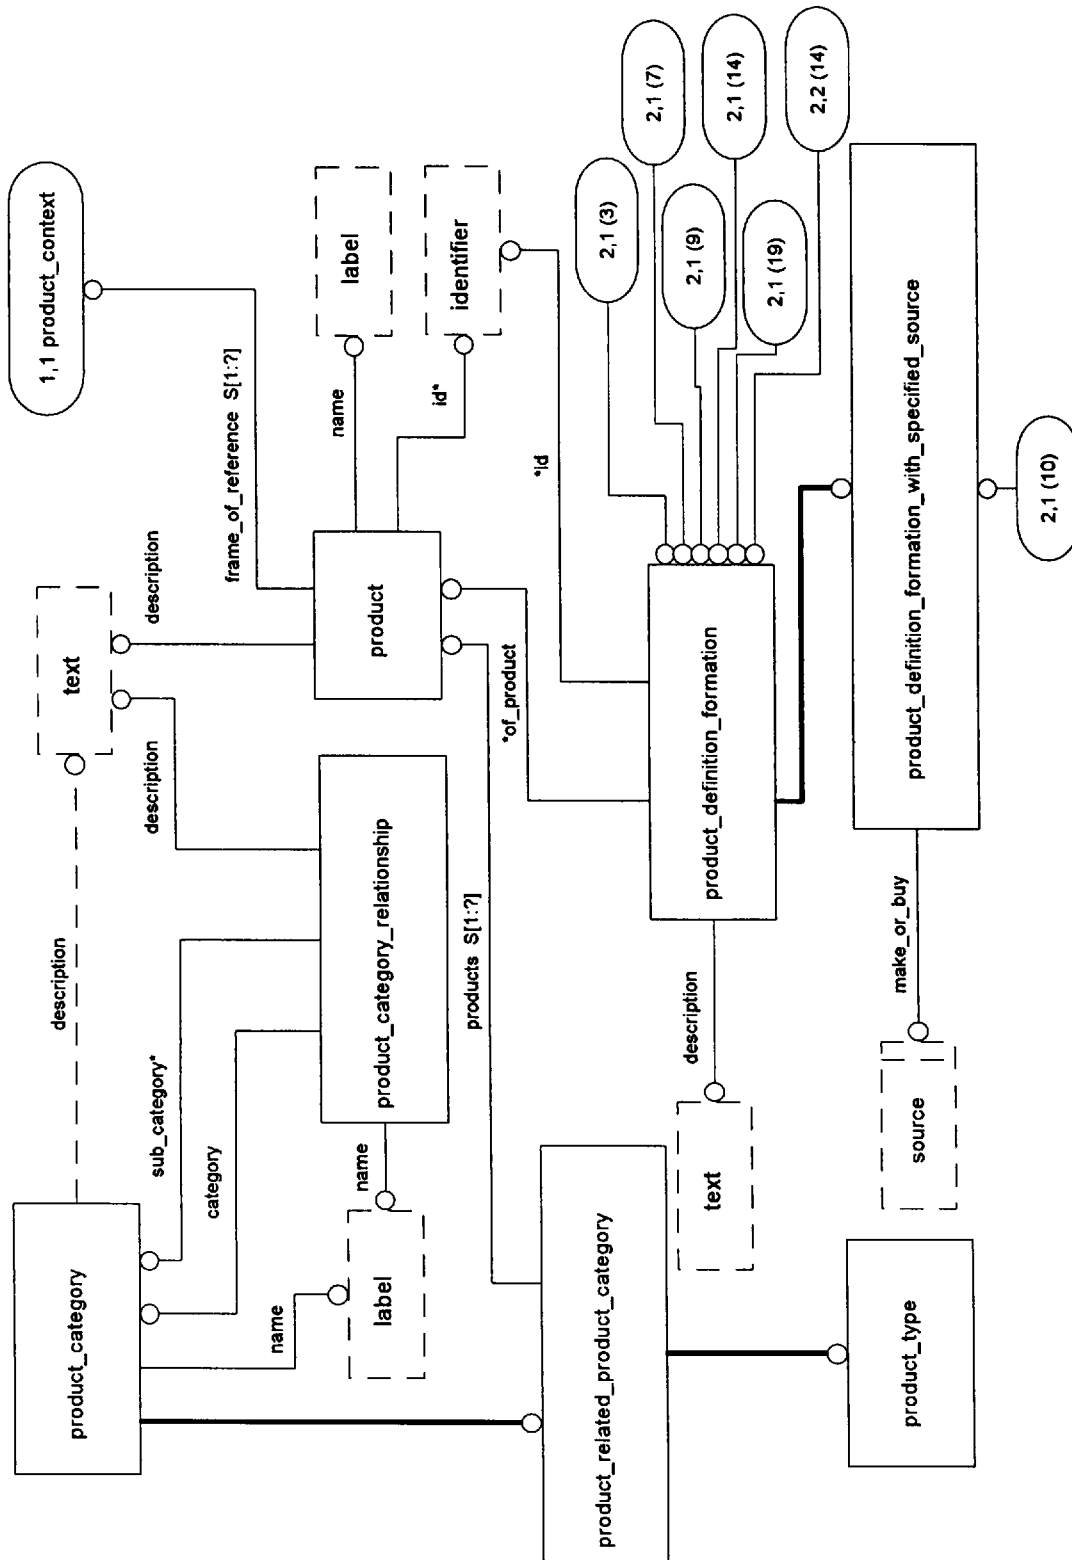 product_category
description
text
1,1 product_context
sub_category*
category
name
description
description
frame_of_reference S[1:?]
label
name
product_category_relationship
product
name
label
id*
identifier
products S[1:?]
*of_product
*id
product_related_product_category
text
description
product_definition_formation
2,1 (3)
2,1 (7)
2,1 (9)
2,1 (14)
2,1 (19)
2,2 (14)
product_type
source
make_or_buy
product_definition_formation_with_specified_source
2,1 (10)